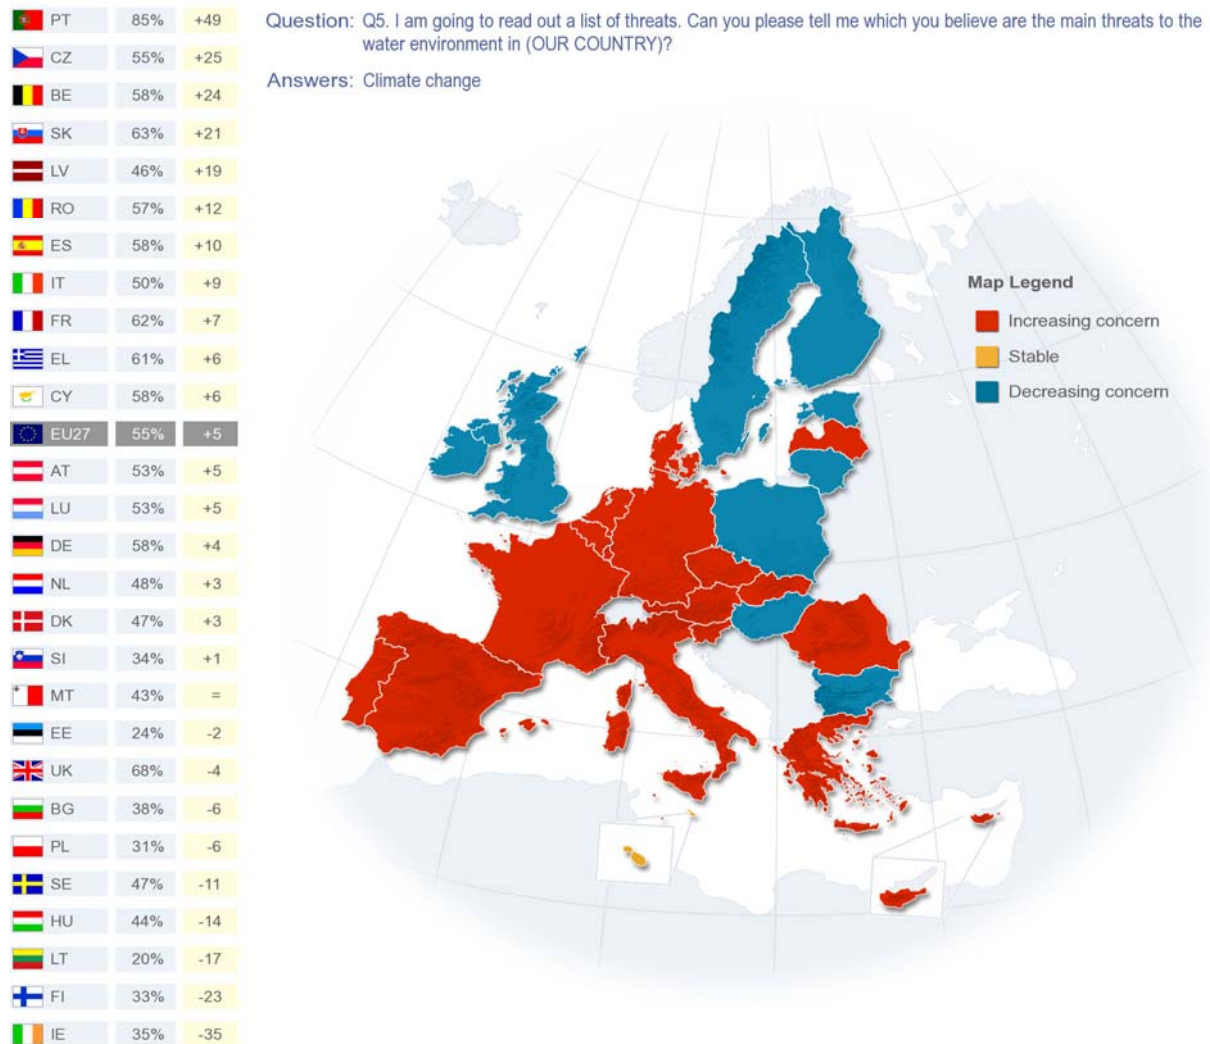 Question: Q5. I am going to read out a list of threats. Can you please tell me which you believe are the main threats to the
water environment in (OUR COUNTRY)?
Answers: Climate change
PT 85% +49
CZ 55% +25
BE 58% +24
SK 63% +21
LV 46% +19
RO 57% +12
ES 58% +10
IT 50% +9
FR 62% +7
EL 61% +6
CY 58% +6
EU27 55% +5
AT 53% +5
LU 53% +5
DE 58% +4
NL 48% +3
DK 47% +3
SI 34% +1
MT 43% =
EE 24% -2
UK 68% -4
BG 38% -6
PL 31% -6
SE 47% -11
HU 44% -14
LT 20% -17
FI 33% -23
IE 35% -35
Map Legend
Increasing concern
Stable
Decreasing concern